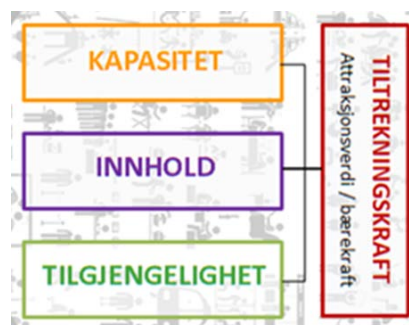 KAPASITET
INNHOLD
TILGJENGELIGHET
TILTREKNINGSKRAFT
Attraksjonsverdi / bærekraft